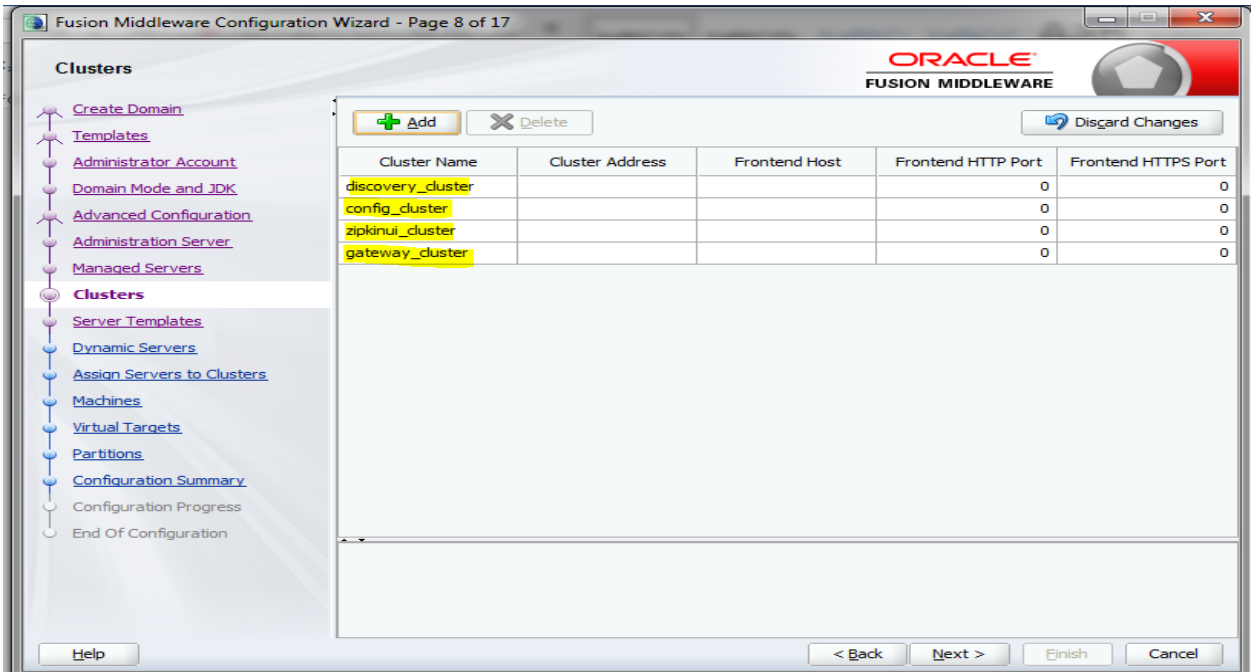 Fusion Middleware Configuration Wizard - Page 8 of 17
Clusters
ORACLE
FUSION MIDDLEWARE
Create Domain
Templates
Administrator Account
Domain Mode and JDK
Advanced Configuration
Administration Server
Managed Servers
Clusters
Server Templates
Dynamic Servers
Assign Servers to Clusters
Machines
Virtual Targets
Partitions
Configuration Summary
Configuration Progress
End Of Configuration
Add Delete Discard Changes
Cluster Name Cluster Address Frontend Host Frontend HTTP Port Frontend HTTPS Port
discovery_cluster 0 0
config_cluster 0 0
zipkinui_cluster 0 0
gateway_cluster 0 0
Help < Back Next > Finish Cancel